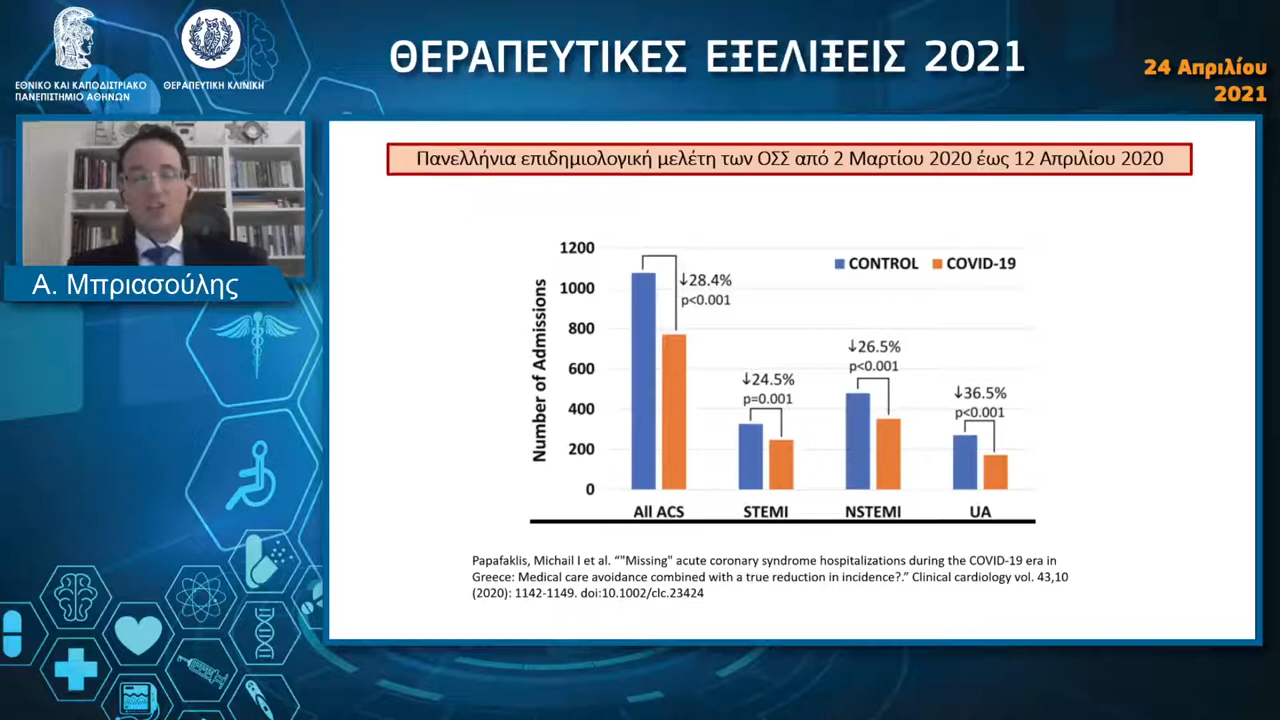 ΕΘΝΙΚΟ ΚΑΙ ΚΑΠΟΔΙΣΤΡΙΑΚΟ
ΠΑΝΕΠΙΣΤΗΜΙΟ ΑΘΗΝΩΝ
ΘΕΡΑΠΕΥΤΙΚΗ ΚΛΙΝΙΚΗ
ΘΕΡΑΠΕΥΤΙΚΕΣ ΕΞΕΛΙΞΕΙΣ 2021
24 Απριλίου
2021
Α. Μπριασούλης
Πανελλήνια επιδημιολογική μελέτη των ΟΣΣ από 2 Μαρτίου 2020 έως 12 Απριλίου 2020
Number of Admissions
1200
1000
800
600
400
200
0
CONTROL COVID-19
↓28.4%
p<0.001
↓24.5%
p=0.001
↓26.5%
p<0.001
↓36.5%
p<0.001
All ACS STEMI NSTEMI UA
Papafaklis, Michail I et al. “"Missing" acute coronary syndrome hospitalizations during the COVID-19 era in
Greece: Medical care avoidance combined with a true reduction in incidence?.” Clinical cardiology vol. 43,10
(2020): 1142-1149. doi:10.1002/clc.23424